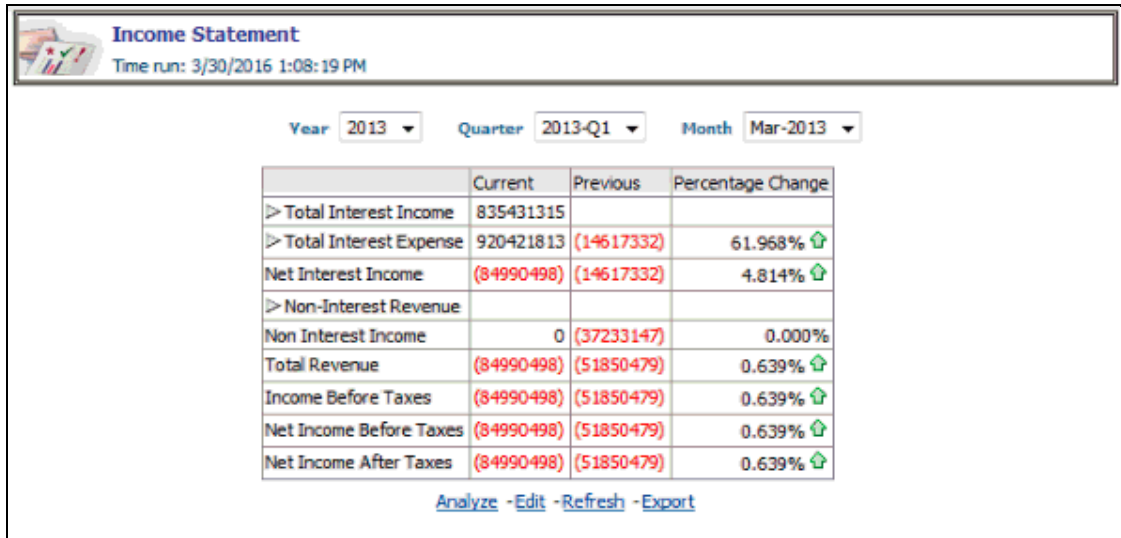 Income Statement
Time run: 3/30/2016 1:08:19 PM
Year 2013 Quarter 2013-Q1 Month Mar-2013
Current Previous Percentage Change
Total Interest Income 835431315
Total Interest Expense 920421813 (14617332) 61.968%
Net Interest Income (84990498) (14617332) 4.814%
Non-Interest Revenue
Non Interest Income 0 (37233147) 0.000%
Total Revenue (84990498) (51850479) 0.639%
Income Before Taxes (84990498) (51850479) 0.639%
Net Income Before Taxes (84990498) (51850479) 0.639%
Net Income After Taxes (84990498) (51850479) 0.639%
Analyze -Edit -Refresh -Export